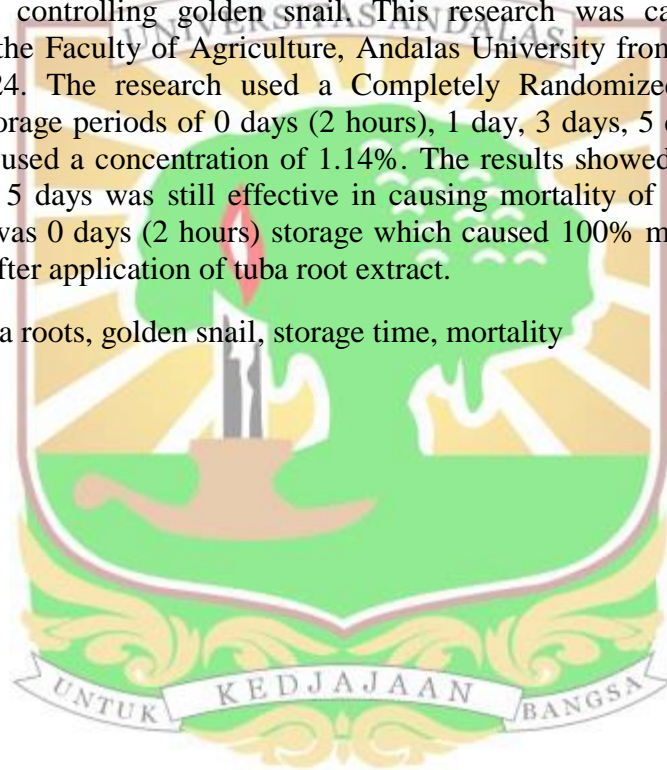 controlling golden snail. This research was ca
UNIVERSITAS ANDALAS
the Faculty of Agriculture, Andalas University from
24. The research used a Completely Randomized
orage periods of 0 days (2 hours), 1 day, 3 days, 5
used a concentration of 1.14%. The results showed
5 days was still effective in causing mortality of
was 0 days (2 hours) storage which caused 100% m
fter application of tuba root extract.
a roots, golden snail, storage time, mortality
UNTUK KEDJAJAAN BANGSA